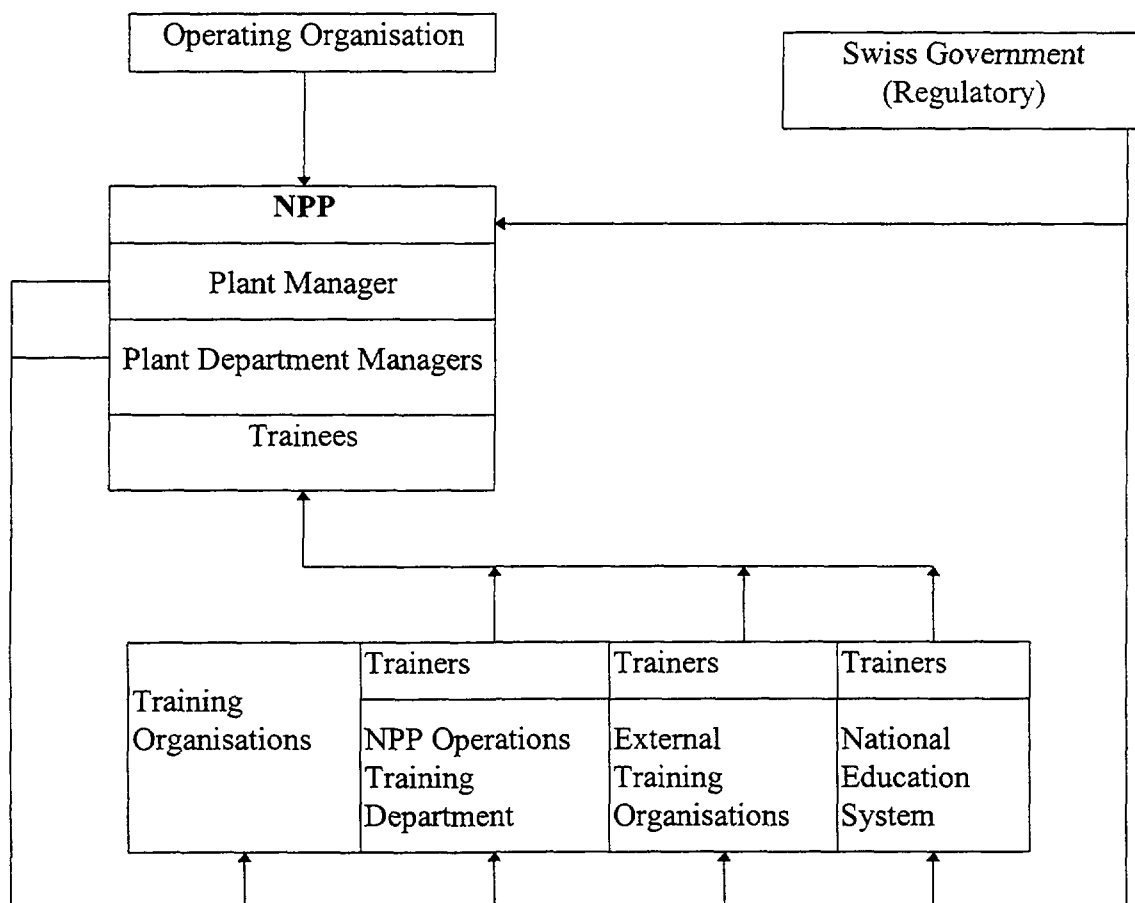 Operating Organisation
Swiss Government
(Regulatory)
NPP
Plant Manager
Plant Department Managers
Trainees
Training
Organisations
Trainers
NPP Operations
Training
Department
Trainers
External
Training
Organisations
Trainers
National
Education
System